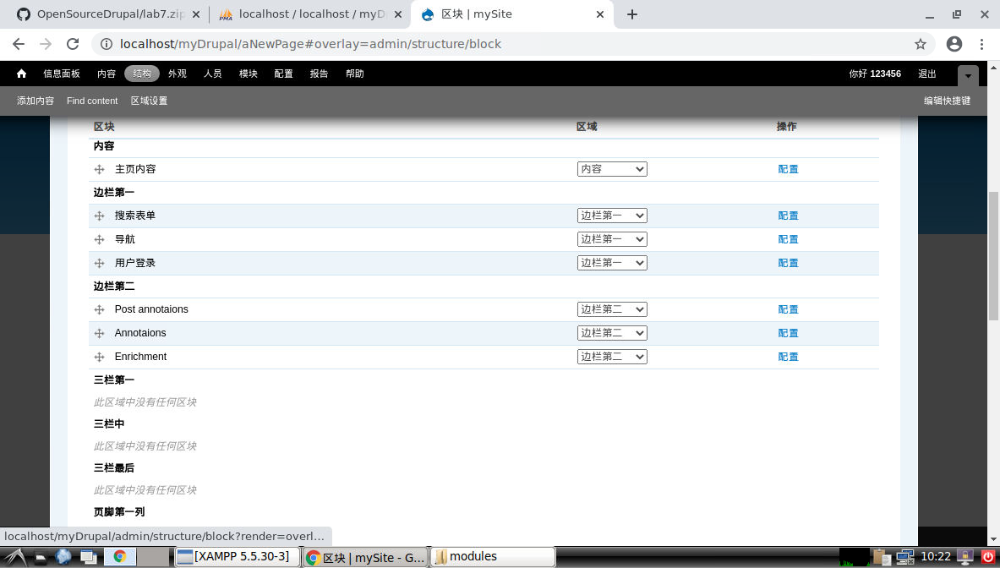 OpenSourceDrupal/lab7.zip
PMA localhost / localhost / myD
区块 | mySite
localhost/myDrupal/aNewPage#overlay=admin/structure/block
信息面板 内容 结构 外观 人员 模块 配置 报告 帮助 你好 123456 退出
添加内容 Find content 区域设置 编辑快捷键
区块 区域 操作
内容
主页内容 内容 配置
边栏第一
搜索表单 边栏第一 配置
导航 边栏第一 配置
用户登录 边栏第一 配置
边栏第二
Post annotaions 边栏第二 配置
Annotaions 边栏第二 配置
Enrichment 边栏第二 配置
三栏第一
此区域中没有任何区块
三栏中
此区域中没有任何区块
三栏最后
此区域中没有任何区块
页脚第一列
localhost/myDrupal/admin/structure/block?render=overl...
[XAMPP 5.5.30-3] 区块 | mySite - G... modules 10:22